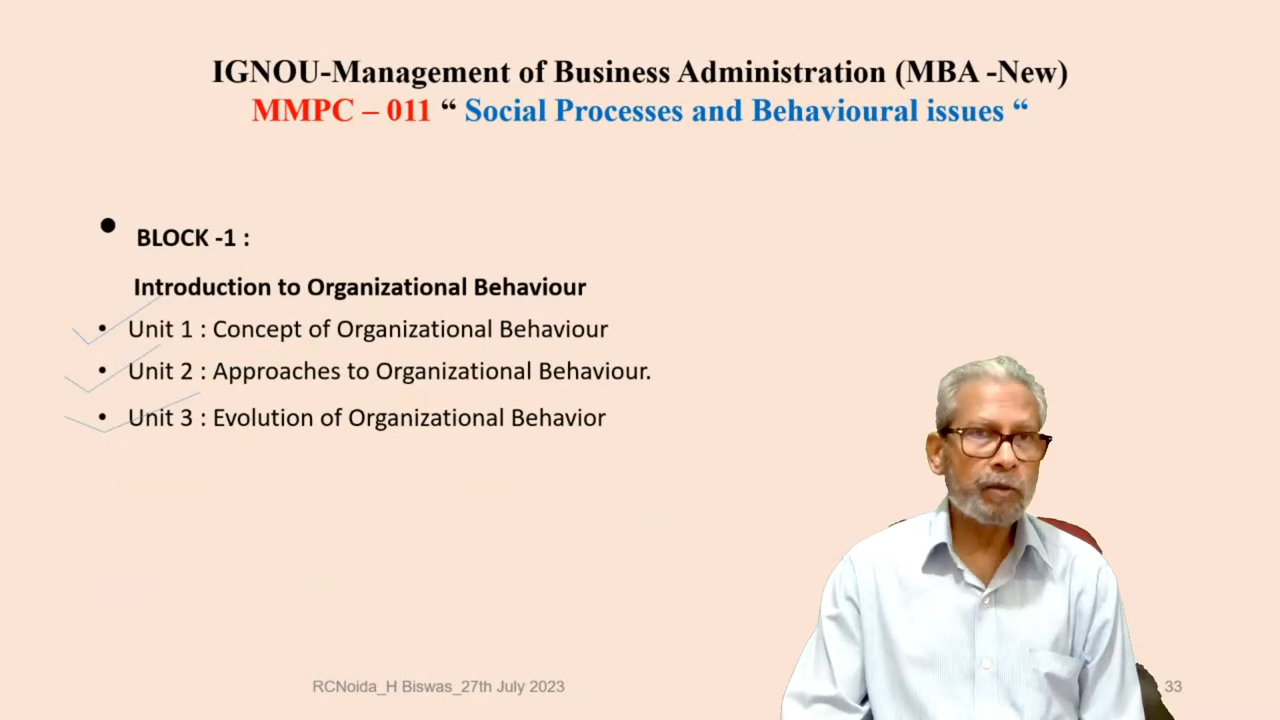 IGNOU-Management of Business Administration (MBA -New)
MMPC – 011 “ Social Processes and Behavioural issues “
• BLOCK -1 :
Introduction to Organizational Behaviour
• Unit 1 : Concept of Organizational Behaviour
• Unit 2 : Approaches to Organizational Behaviour.
• Unit 3 : Evolution of Organizational Behavior
RCNoida_H Biswas_27th July 2023
33